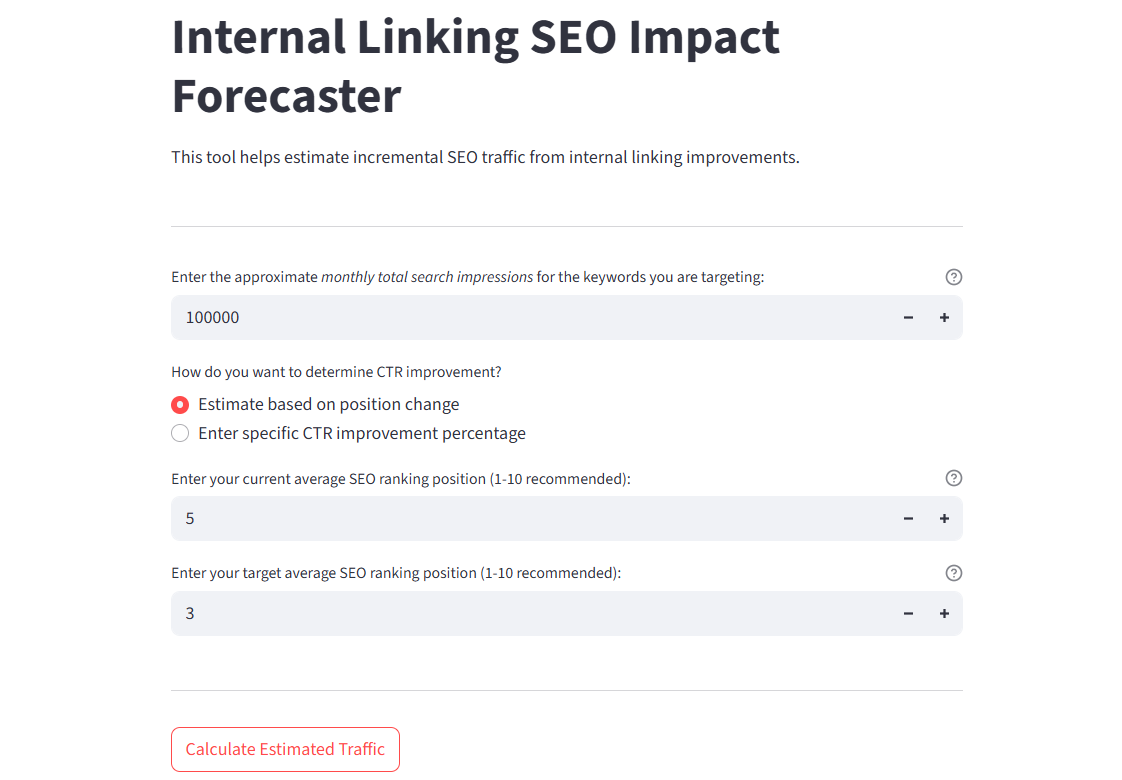 Internal Linking SEO Impact
Forecaster
This tool helps estimate incremental SEO traffic from internal linking improvements.
Enter the approximate monthly total search impressions for the keywords you are targeting:
100000
How do you want to determine CTR improvement?
Estimate based on position change
Enter specific CTR improvement percentage
Enter your current average SEO ranking position (1-10 recommended):
5
Enter your target average SEO ranking position (1-10 recommended):
3
Calculate Estimated Traffic